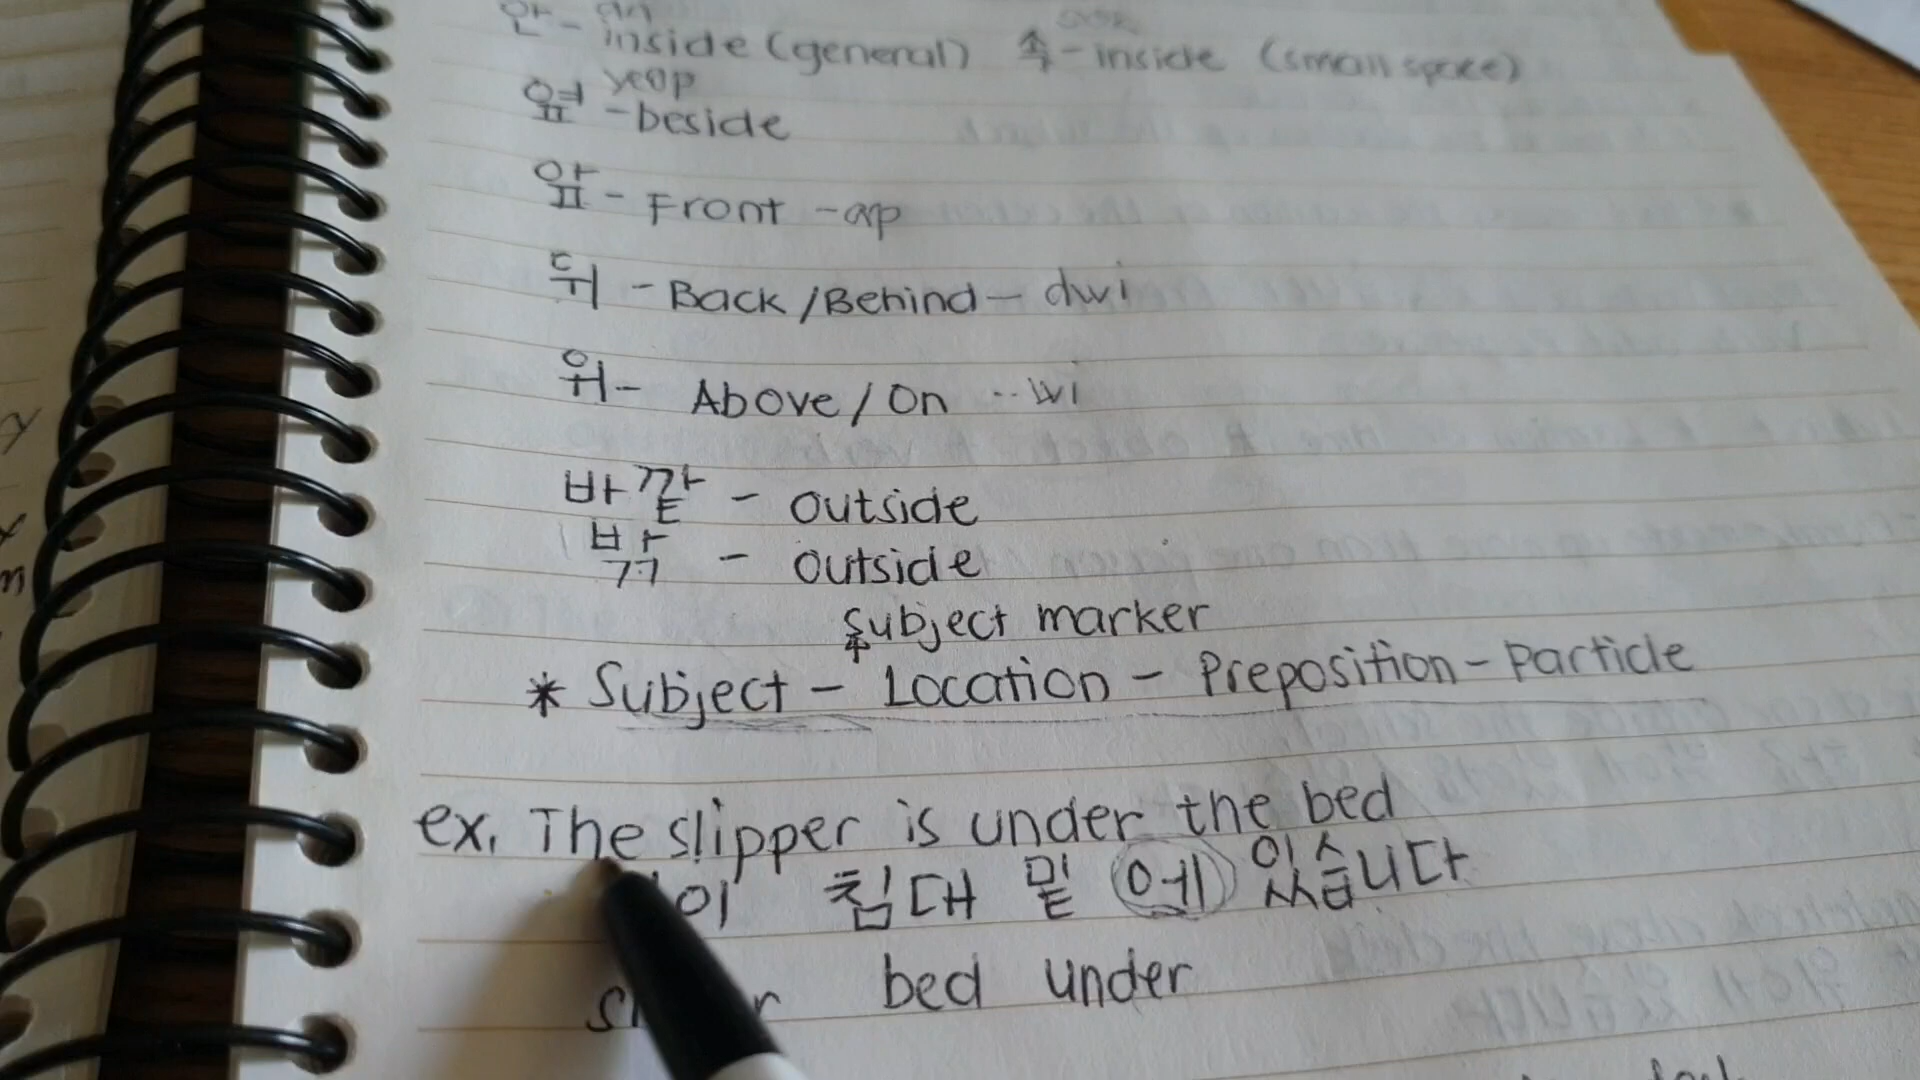 안 - an inside (general) 속 - inside (small space)
옆 yeop - beside
앞 - Front - ap
뒤 - Back / Behind - dwi
위 - Above / On -- wi
바깥 - outside
밖 - outside
subject marker
* Subject - Location - Preposition - Particle
ex. The slipper is under the bed
이 침대 밑 에 있습니다
bed under